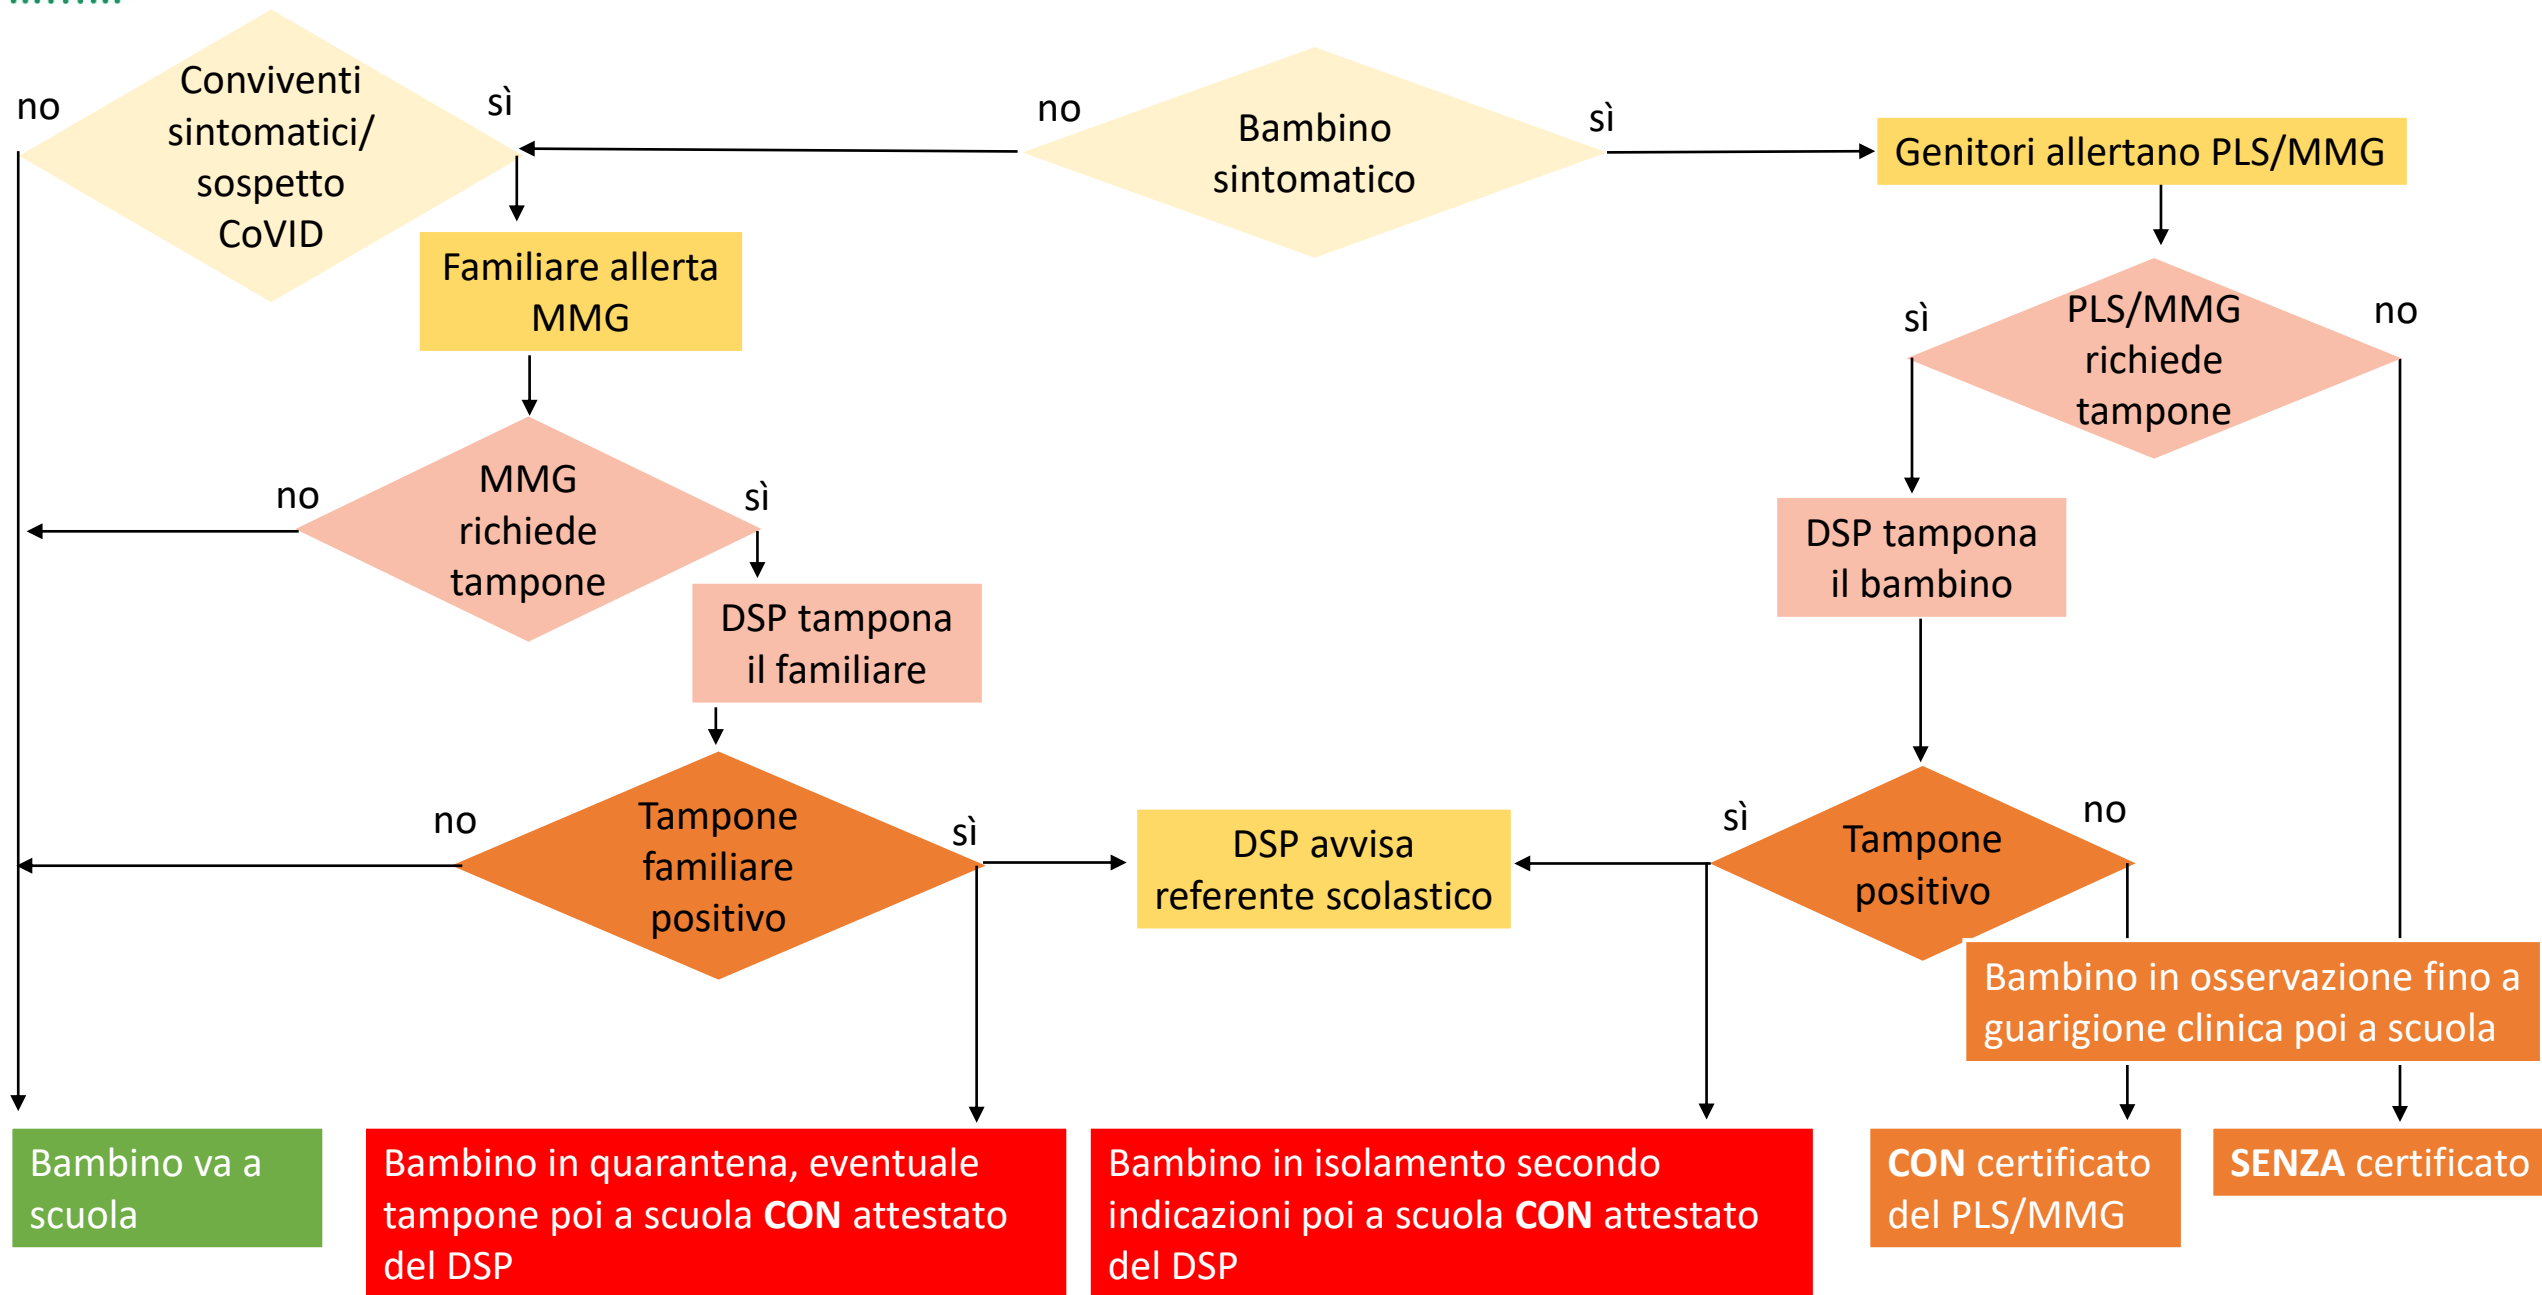 Conviventi
sintomatici/
sospetto
CoVID
no
sì
no
Bambino
sintomatico
sì
Genitori allertano PLS/MMG
Familiare allerta
MMG
sì
PLS/MMG
richiede
tampone
no
no
MMG
richiede
tampone
sì
DSP tampona
il familiare
DSP tampona
il bambino
no
Tampone
familiare
positivo
sì
DSP avvisa
referente scolastico
sì
Tampone
positivo
no
Bambino in osservazione fino a
guarigione clinica poi a scuola
Bambino va a
scuola
Bambino in quarantena, eventuale
tampone poi a scuola CON attestato
del DSP
Bambino in isolamento secondo
indicazioni poi a scuola CON attestato
del DSP
CON certificato
del PLS/MMG
SENZA certificato